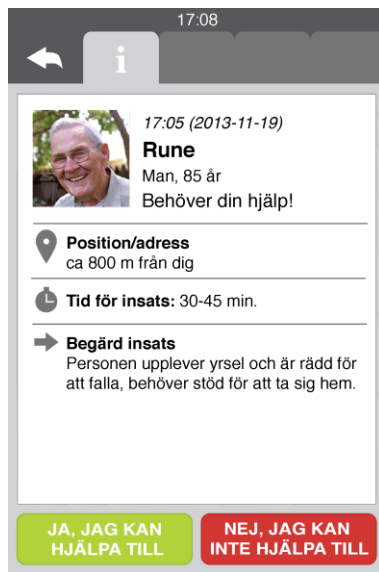 17:08
i
17:05 (2013-11-19)
Rune
Man, 85 år
Behöver din hjälp!
Position/adress
ca 800 m från dig
Tid för insats: 30-45 min.
Begärd insats
Personen upplever yrsel och är rädd för
att falla, behöver stöd för att ta sig hem.
JA, JAG KAN
HJÄLPA TILL
NEJ, JAG KAN
INTE HJÄLPA TILL